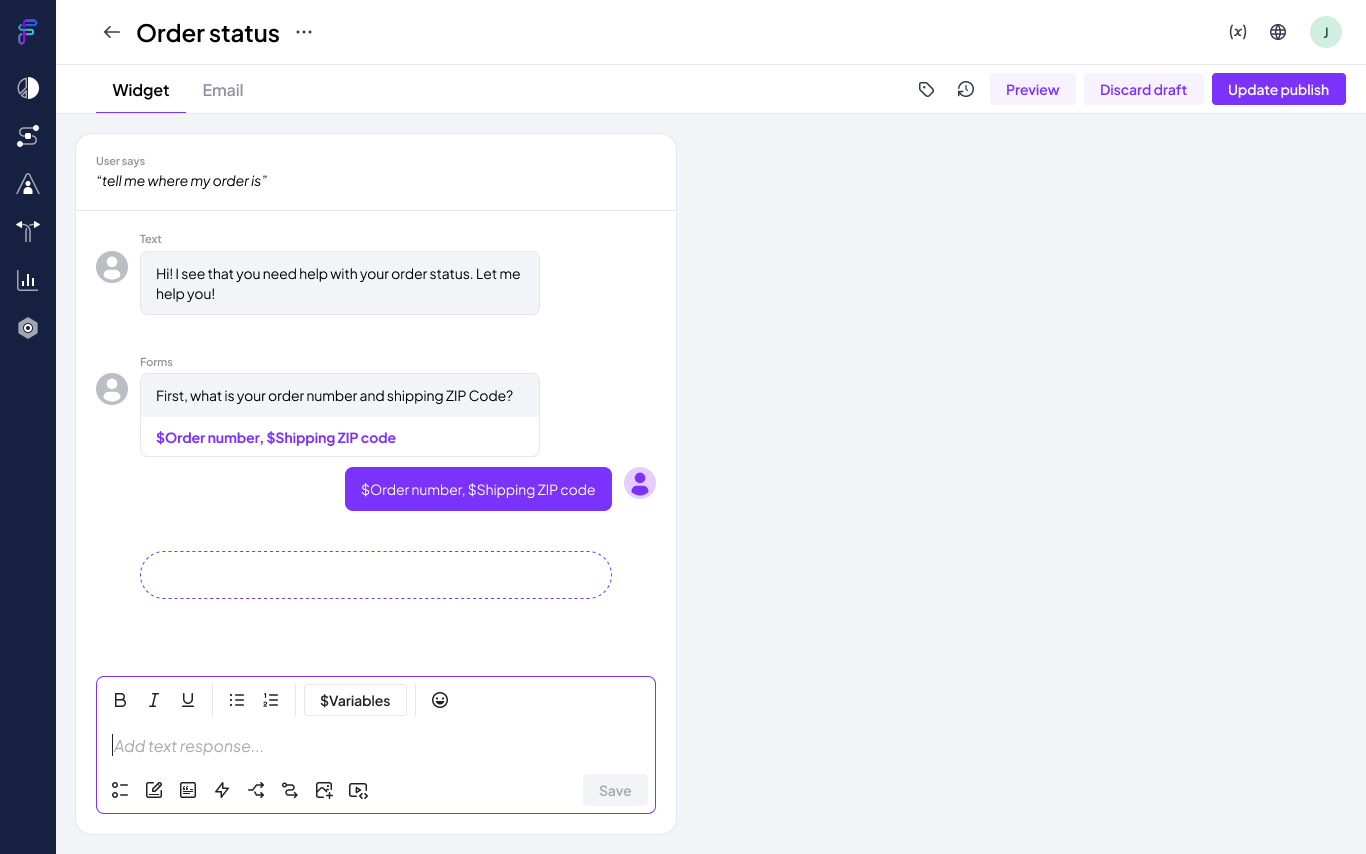 Order status
(x)
J
Widget
Email
Preview
Discard draft
Update publish
User says
“tell me where my order is”
Text
Hi! I see that you need help with your order status. Let me
help you!
Forms
First, what is your order number and shipping ZIP Code?
$Order number, $Shipping ZIP code
$Order number, $Shipping ZIP code
B
I
U
$Variables
Add text response...
Save